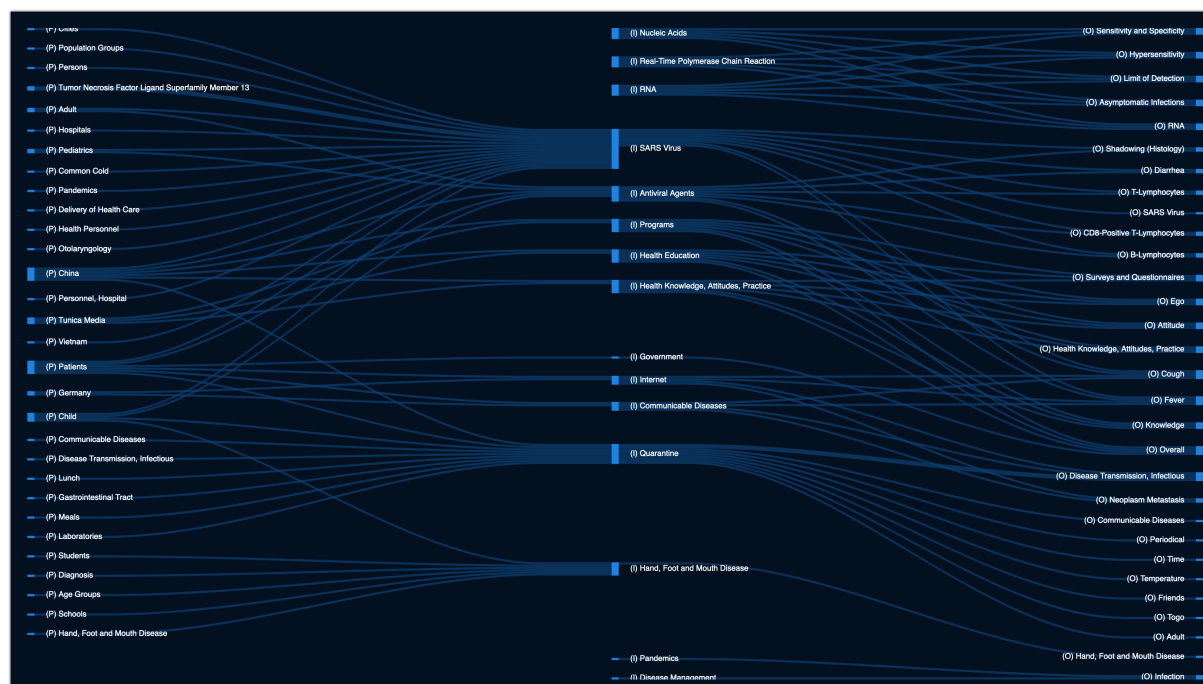 (P) Cities
(P) Population Groups
(P) Persons
(P) Tumor Necrosis Factor Ligand Superfamily Member 13
(P) Adult
(P) Hospitals
(P) Pediatrics
(P) Common Cold
(P) Pandemics
(P) Delivery of Health Care
(P) Health Personnel
(P) Otolaryngology
(P) China
(P) Personnel, Hospital
(P) Tunica Media
(P) Vietnam
(P) Patients
(P) Germany
(P) Child
(P) Communicable Diseases
(P) Disease Transmission, Infectious
(P) Lunch
(P) Gastrointestinal Tract
(P) Meals
(P) Laboratories
(P) Students
(P) Diagnosis
(P) Age Groups
(P) Schools
(P) Hand, Foot and Mouth Disease
(I) Nucleic Acids
(I) Real-Time Polymerase Chain Reaction
(I) RNA
(I) SARS Virus
(I) Antiviral Agents
(I) Programs
(I) Health Education
(I) Health Knowledge, Attitudes, Practice
(I) Government
(I) Internet
(I) Communicable Diseases
(I) Quarantine
(I) Hand, Foot and Mouth Disease
(I) Pandemics
(I) Disease Management
(O) Sensitivity and Specificity
(O) Hypersensitivity
(O) Limit of Detection
(O) Asymptomatic Infections
(O) RNA
(O) Shadowing (Histology)
(O) Diarrhea
(O) T-Lymphocytes
(O) SARS Virus
(O) CD8-Positive T-Lymphocytes
(O) B-Lymphocytes
(O) Surveys and Questionnaires
(O) Ego
(O) Attitude
(O) Health Knowledge, Attitudes, Practice
(O) Cough
(O) Fever
(O) Knowledge
(O) Overall
(O) Disease Transmission, Infectious
(O) Neoplasm Metastasis
(O) Communicable Diseases
(O) Periodical
(O) Time
(O) Temperature
(O) Friends
(O) Togo
(O) Adult
(O) Hand, Foot and Mouth Disease
(O) Infection